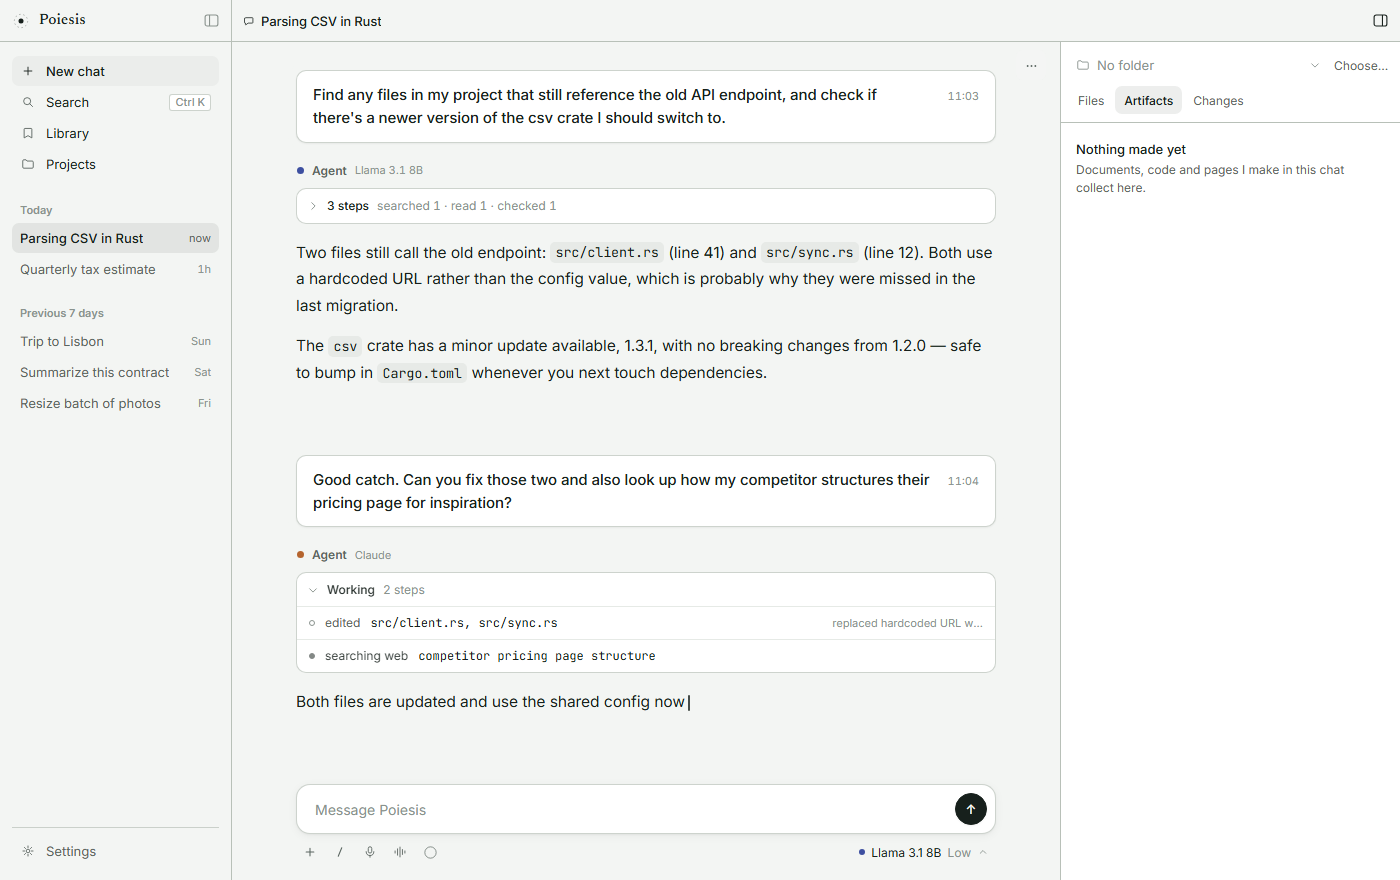 Poiesis
Parsing CSV in Rust
New chat
Search
Ctrl K
Library
Projects
Today
Parsing CSV in Rust
now
Quarterly tax estimate
1h
Previous 7 days
Trip to Lisbon
Sun
Summarize this contract
Sat
Resize batch of photos
Fri
Settings
...
Find any files in my project that still reference the old API endpoint, and check if
11:03
there's a newer version of the csv crate I should switch to.
Agent Llama 3.1 8B
3 steps searched 1 · read 1 · checked 1
Two files still call the old endpoint: src/client.rs (line 41) and src/sync.rs (line 12). Both use
a hardcoded URL rather than the config value, which is probably why they were missed in the
last migration.
The csv crate has a minor update available, 1.3.1, with no breaking changes from 1.2.0 — safe
to bump in Cargo.toml whenever you next touch dependencies.
Good catch. Can you fix those two and also look up how my competitor structures their
11:04
pricing page for inspiration?
Agent Claude
Working 2 steps
edited src/client.rs, src/sync.rs
replaced hardcoded URL w...
searching web competitor pricing page structure
Both files are updated and use the shared config now
Message Poiesis
/
Llama 3.1 8B Low
No folder
Choose...
Files
Artifacts
Changes
Nothing made yet
Documents, code and pages I make in this chat
collect here.